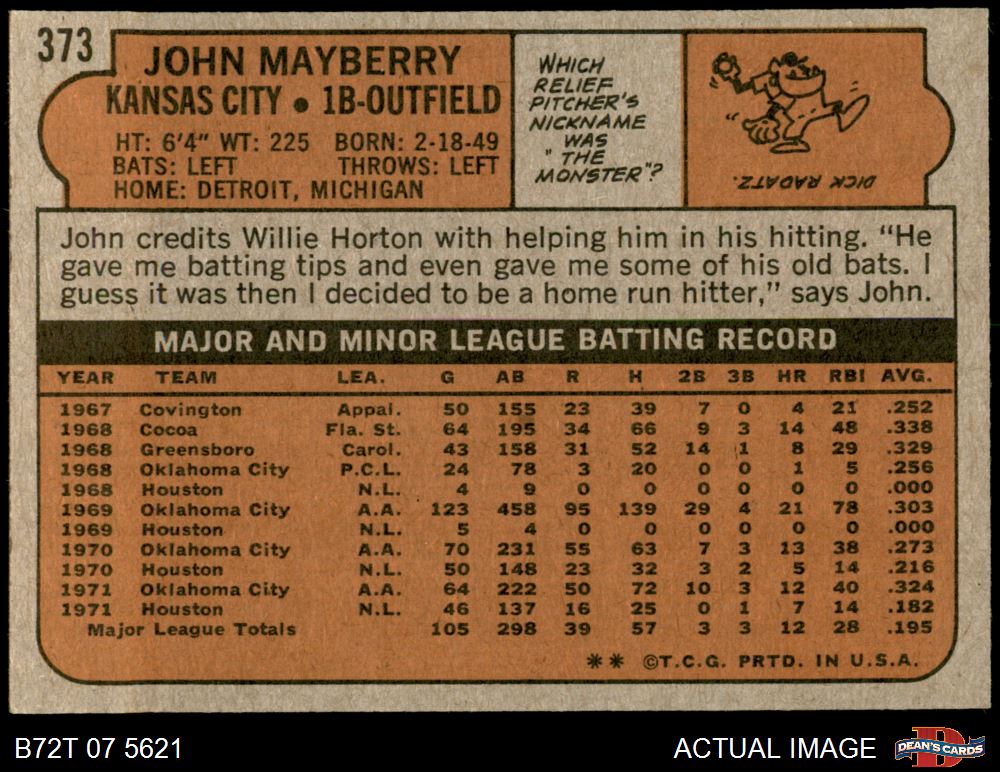 373
JOHN MAYBERRY
KANSAS CITY • 1B-OUTFIELD
HT: 6'4" WT: 225 BORN: 2-18-49
BATS: LEFT THROWS: LEFT
HOME: DETROIT, MICHIGAN
WHICH
RELIEF
PITCHER'S
NICKNAME
WAS
"THE
MONSTER"?
DICK RADATZ.
John credits Willie Horton with helping him in his hitting. "He
gave me batting tips and even gave me some of his old bats. I
guess it was then I decided to be a home run hitter," says John.
MAJOR AND MINOR LEAGUE BATTING RECORD
YEAR TEAM LEA. G AB R H 2B 3B HR RBI AVG.
1967 Covington Appal. 50 155 23 39 7 0 4 21 .252
1968 Cocoa Fla. St. 64 195 34 66 9 3 14 48 .338
1968 Greensboro Carol. 43 158 31 52 14 1 8 29 .329
1968 Oklahoma City P.C.L. 24 78 3 20 0 0 1 5 .256
1968 Houston N.L. 4 9 0 0 0 0 0 0 .000
1969 Oklahoma City A.A. 123 458 95 139 29 4 21 78 .303
1969 Houston N.L. 5 4 0 0 0 0 0 0 .000
1970 Oklahoma City A.A. 70 231 55 63 7 3 13 38 .273
1970 Houston N.L. 50 148 23 32 3 2 5 14 .216
1971 Oklahoma City A.A. 64 222 50 72 10 3 12 40 .324
1971 Houston N.L. 46 137 16 25 0 1 7 14 .182
Major League Totals 105 298 39 57 3 3 12 28 .195
** ©T.C.G. PRTD. IN U.S.A.
B72T 07 5621 ACTUAL IMAGE DEAN'S CARDS